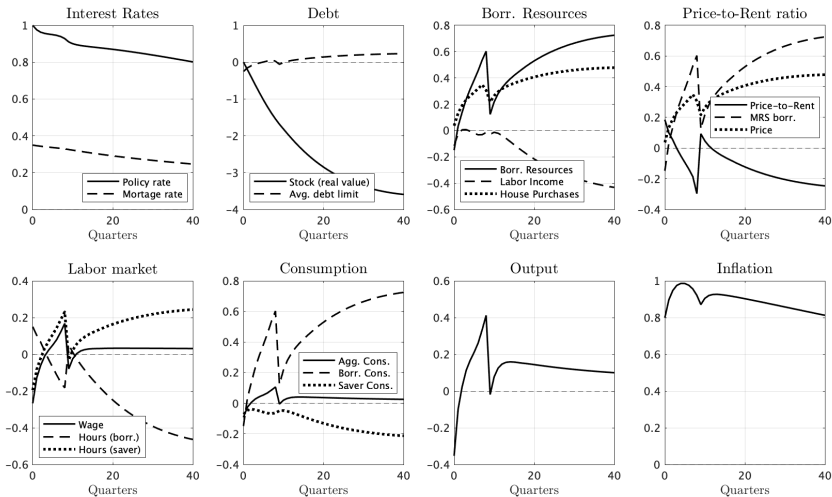 Interest Rates
1
0.8
0.6
0.4
0.2
0
Policy rate
Mortage rate
0 20 40
Quarters
Debt
1
0
−1
−2
−3
−4
Stock (real value)
Avg. debt limit
0 20 40
Quarters
Borr. Resources
0.8
0.6
0.4
0.2
0
−0.2
−0.4
−0.6
Borr. Resources
Labor Income
House Purchases
0 20 40
Quarters
Price-to-Rent ratio
0.8
0.6
0.4
0.2
0
−0.2
−0.4
Price-to-Rent
MRS borr.
Price
0 20 40
Quarters
Labor market
0.4
0.2
0
−0.2
−0.4
−0.6
Wage
Hours (borr.)
Hours (saver)
0 20 40
Quarters
Consumption
0.8
0.6
0.4
0.2
0
−0.2
−0.4
Agg. Cons.
Borr. Cons.
Saver Cons.
0 20 40
Quarters
Output
0.6
0.4
0.2
0
−0.2
−0.4
0 20 40
Quarters
Inflation
1
0.8
0.6
0.4
0.2
0
0 20 40
Quarters